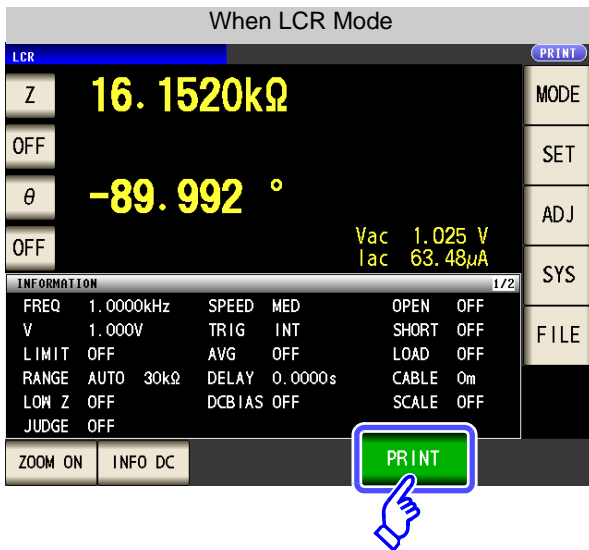 When LCR Mode
LCR PRINT
Z 16.1520kΩ MODE
OFF SET
θ -89.992 ° ADJ
OFF Vac 1.025 V
Iac 63.48μA SYS
INFORMATION 1/2
FREQ 1.0000kHz SPEED MED OPEN OFF
V 1.000V TRIG INT SHORT OFF FILE
LIMIT OFF AVG OFF LOAD OFF
RANGE AUTO 30kΩ DELAY 0.0000s CABLE 0m
LOW Z OFF DCBIAS OFF SCALE OFF
JUDGE OFF
ZOOM ON INFO DC PRINT